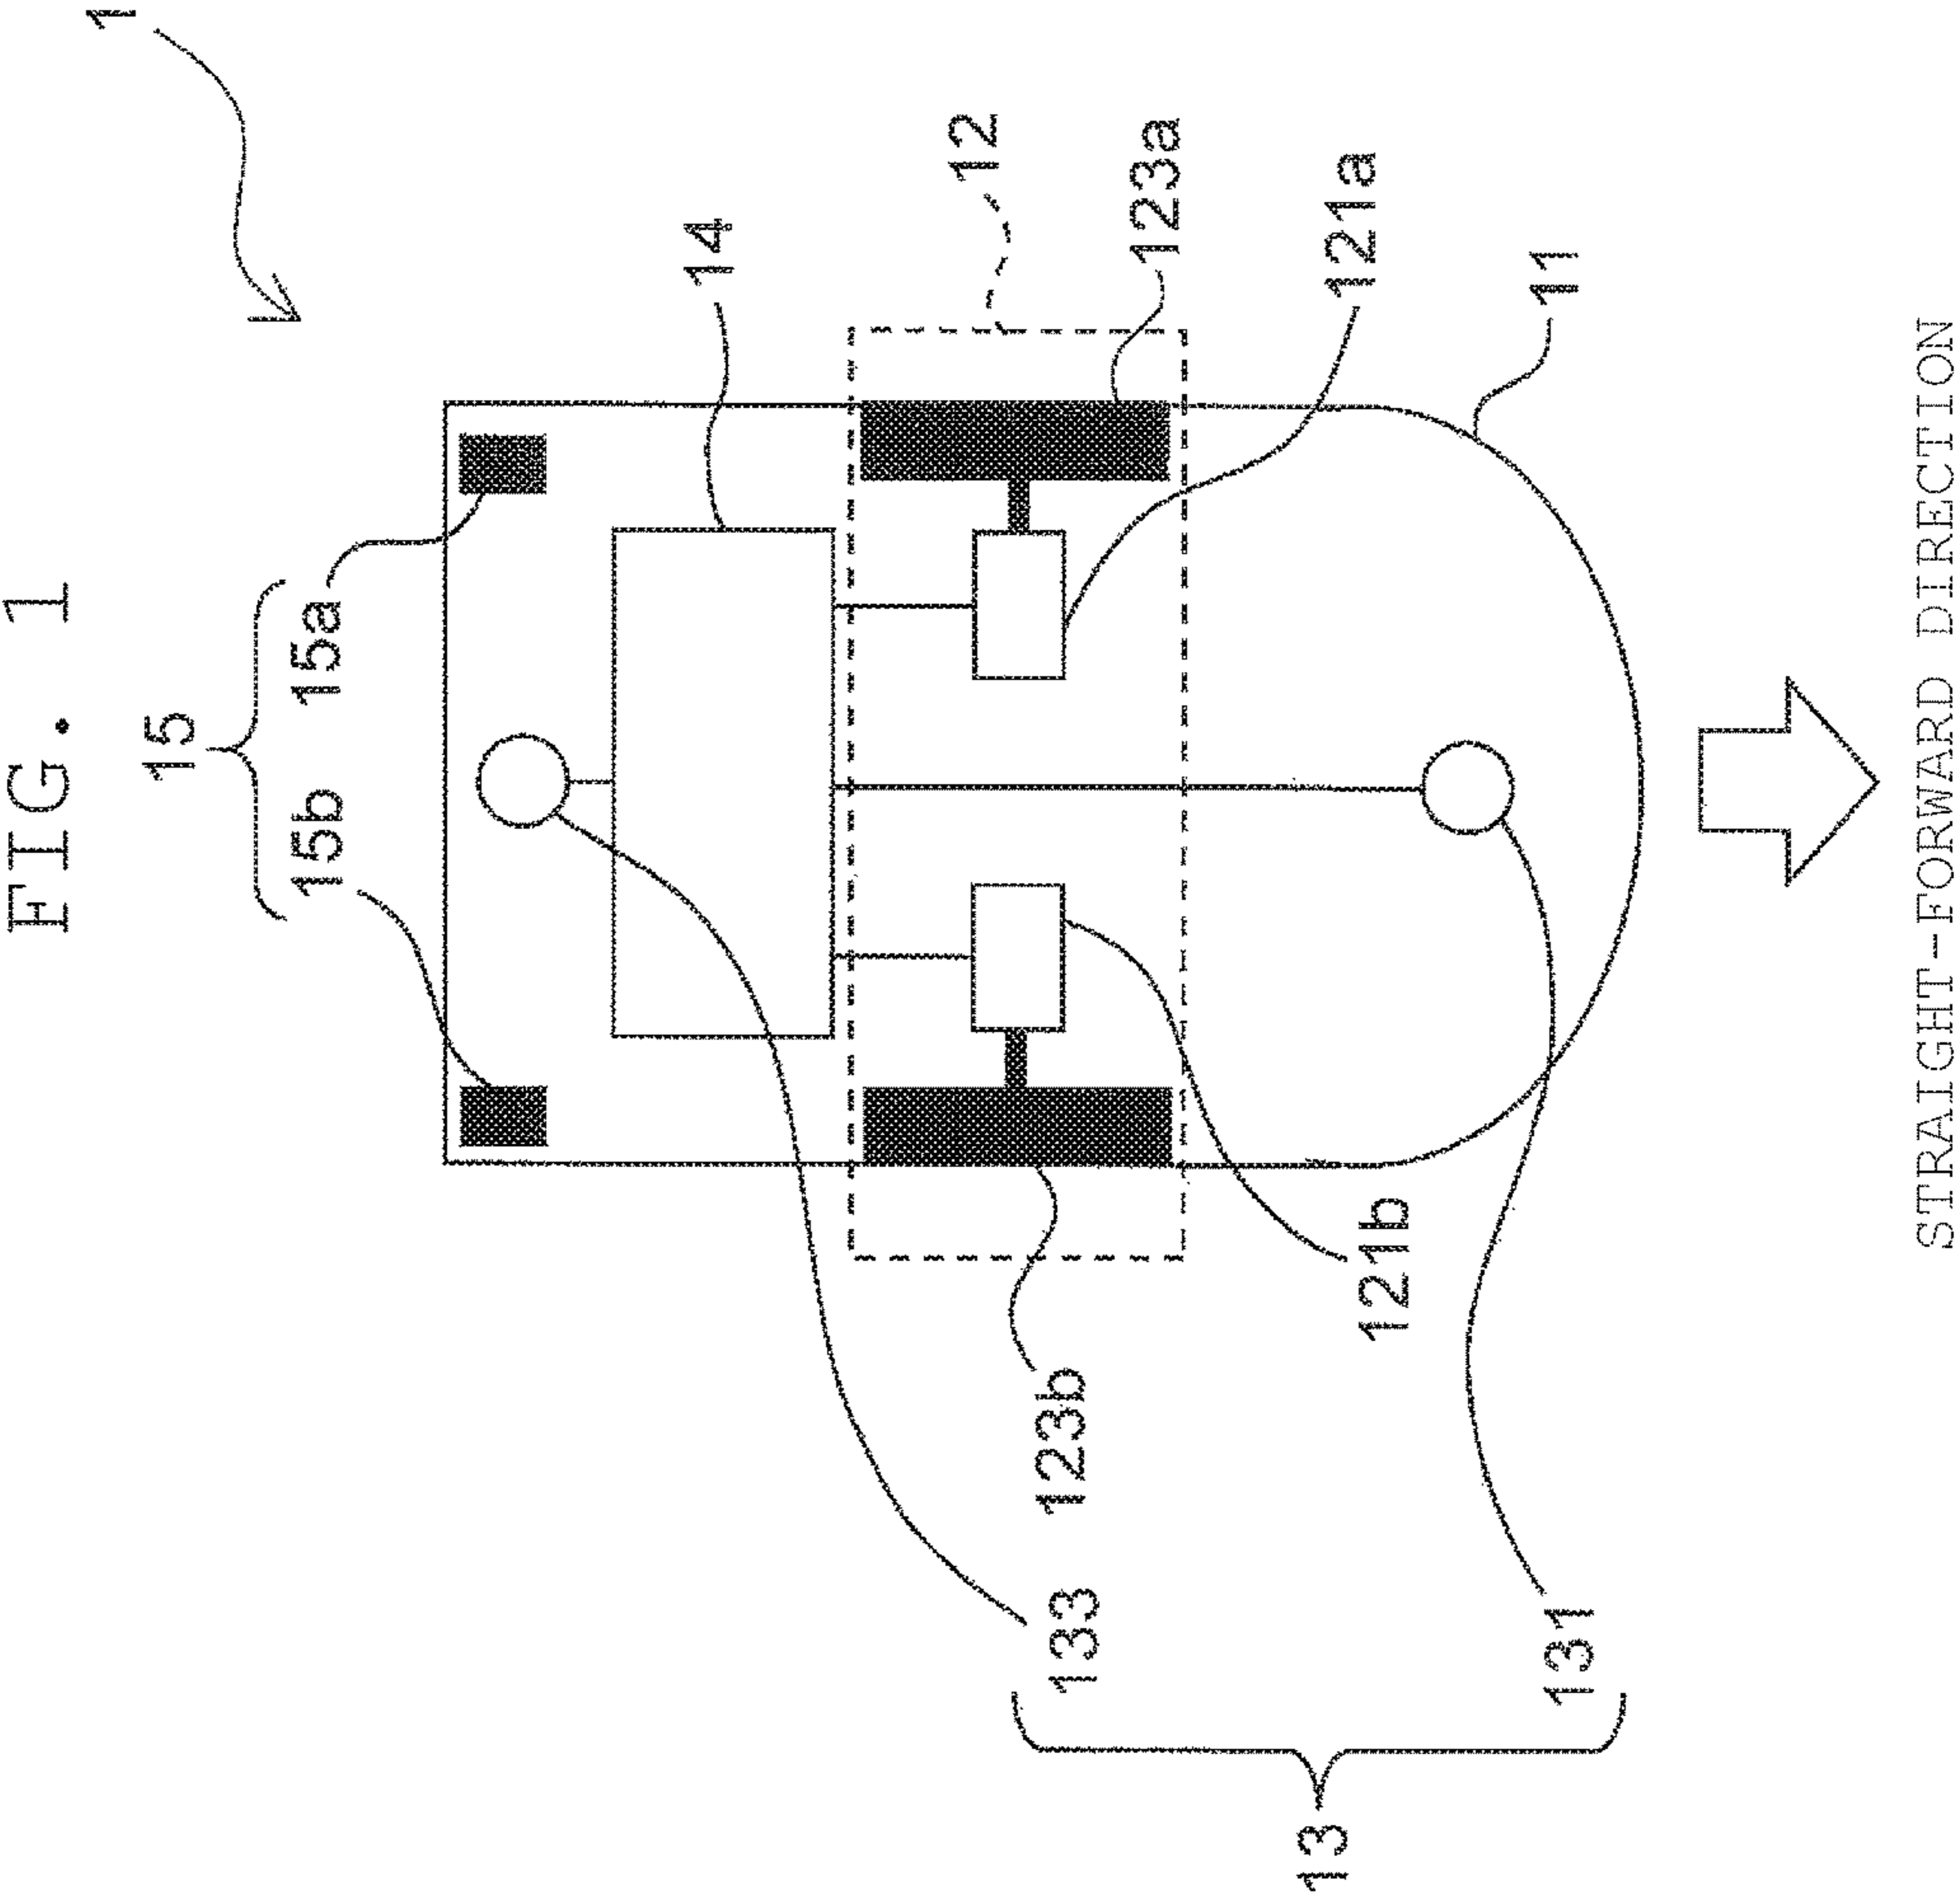 FIG. 1
1
15
15b 15a
14
12
133 123b 123a
13
121b 121a
131 11
STRAIGHT-FORWARD DIRECTION